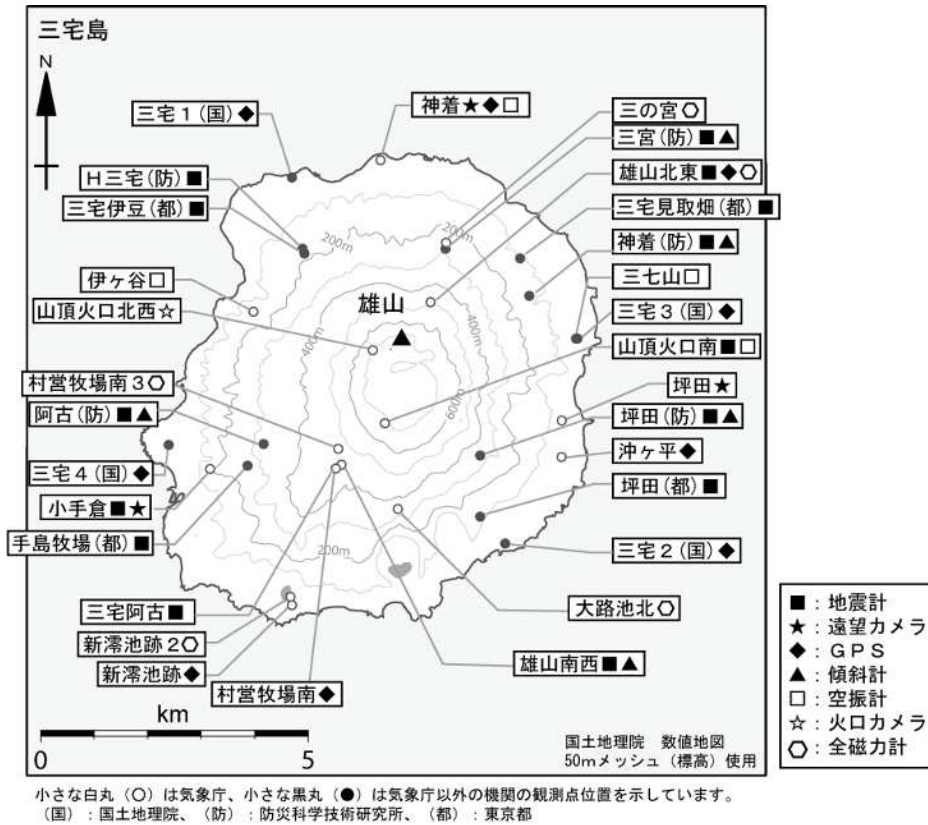 三宅島
N
神着★◆□
三宅1(国)◆
三の宮⬡
三宮(防)■▲
雄山北東■◆⬡
H三宅(防)■
三宅伊豆(都)■
三宅見取畑(都)■
神着(防)■▲
200m
200m
伊ヶ谷□
三七山□
山頂火口北西☆
雄山
三宅3(国)◆
400m
400m
山頂火口南■□
村営牧場南3⬡
坪田★
600m
阿古(防)■▲
坪田(防)■▲
三宅4(国)◆
沖ヶ平◆
小手倉■★
坪田(都)■
手島牧場(都)■
200m
三宅2(国)◆
三宅阿古■
大路池北⬡
新澪池跡2⬡
新澪池跡◆
雄山南西■▲
村営牧場南◆
km
0 5
国土地理院 数値地図
50mメッシュ(標高)使用
■:地震計
★:遠望カメラ
◆:GPS
▲:傾斜計
□:空振計
☆:火口カメラ
⬡:全磁力計
小さな白丸(○)は気象庁、小さな黒丸(●)は気象庁以外の機関の観測点位置を示しています。
(国):国土地理院、(防):防災科学技術研究所、(都):東京都